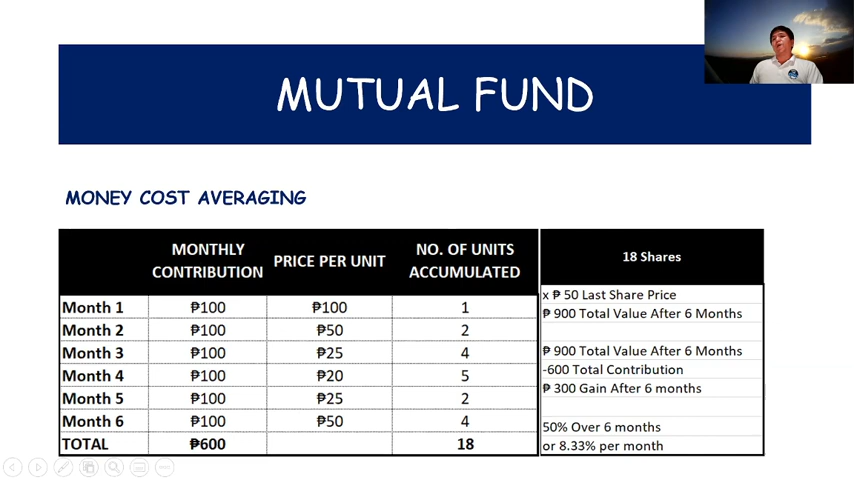 MUTUAL FUND
MONEY COST AVERAGING
MONTHLY CONTRIBUTION PRICE PER UNIT NO. OF UNITS ACCUMULATED
Month 1 ₱100 ₱100 1
Month 2 ₱100 ₱50 2
Month 3 ₱100 ₱25 4
Month 4 ₱100 ₱20 5
Month 5 ₱100 ₱25 2
Month 6 ₱100 ₱50 4
TOTAL ₱600 18
18 Shares
x ₱ 50 Last Share Price
₱ 900 Total Value After 6 Months
₱ 900 Total Value After 6 Months
-600 Total Contribution
₱ 300 Gain After 6 months
50% Over 6 months
or 8.33% per month